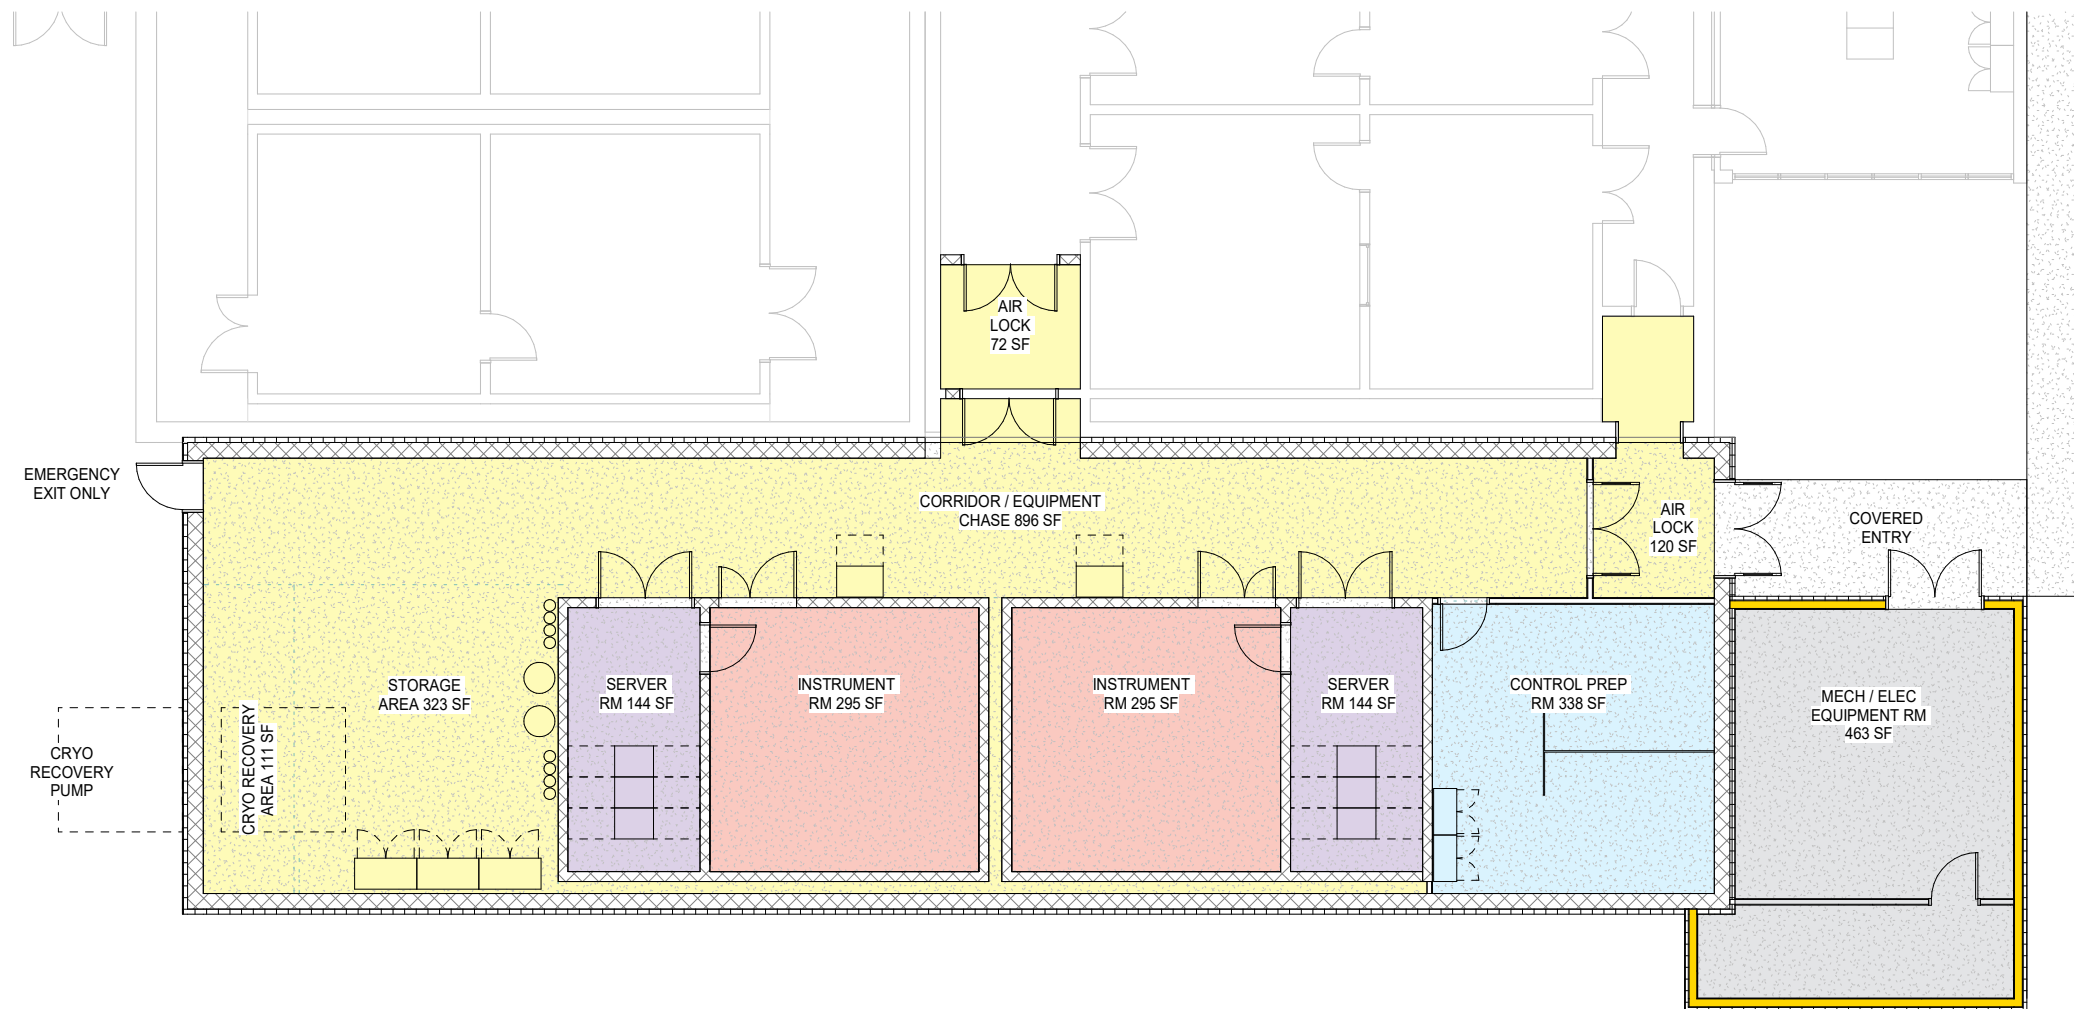 AIR
LOCK
72 SF
EMERGENCY
EXIT ONLY
CORRIDOR / EQUIPMENT
CHASE 896 SF
AIR
LOCK
120 SF
COVERED
ENTRY
STORAGE
AREA 323 SF
SERVER
RM 144 SF
INSTRUMENT
RM 295 SF
INSTRUMENT
RM 295 SF
SERVER
RM 144 SF
CONTROL PREP
RM 338 SF
MECH / ELEC
EQUIPMENT RM
463 SF
CRYO
RECOVERY
PUMP
CRYO RECOVERY
AREA 1111 SF